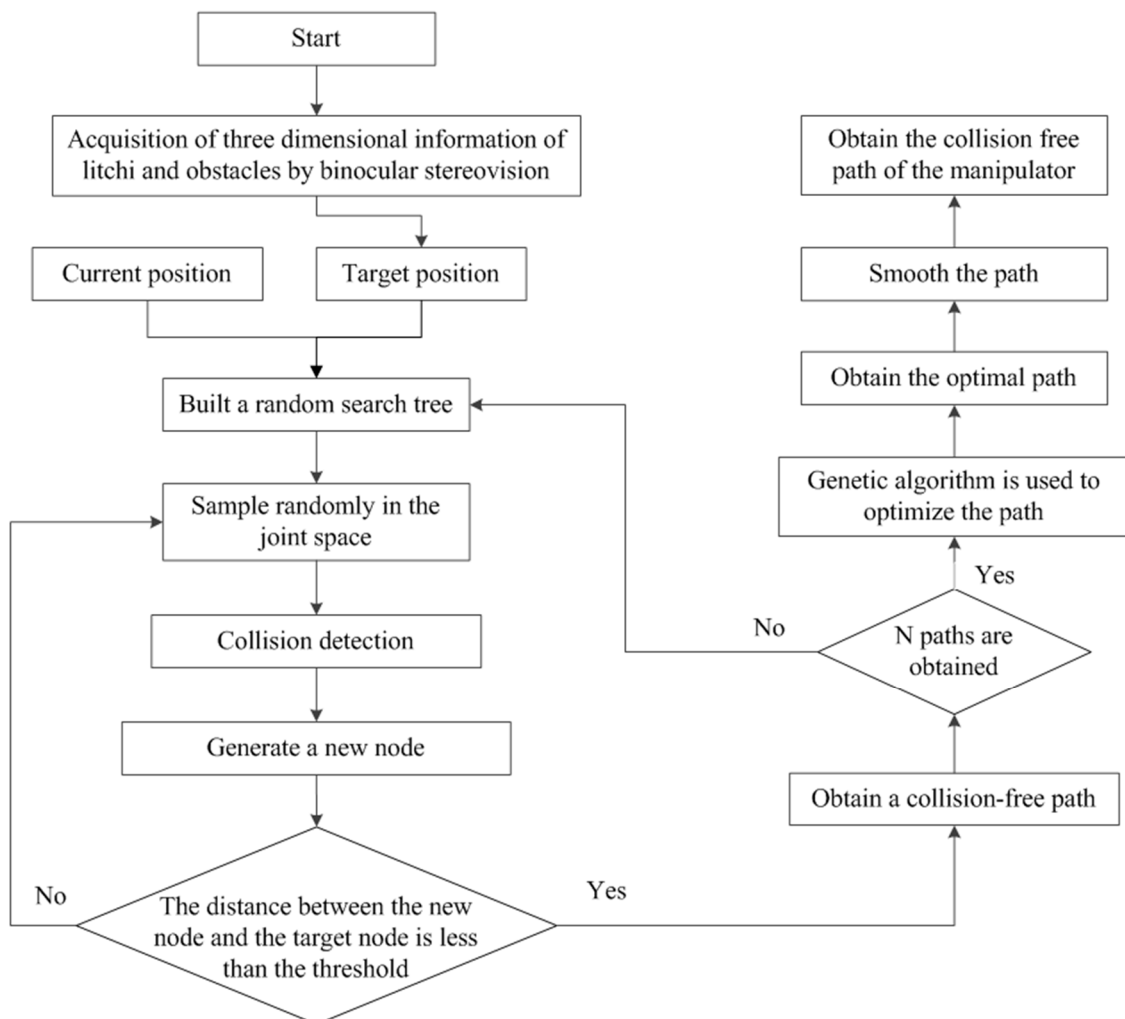 Start
Acquisition of three dimensional information of
litchi and obstacles by binocular stereovision
Current position
Target position
Built a random search tree
Sample randomly in the
joint space
Collision detection
Generate a new node
No
The distance between the new
node and the target node is less
than the threshold
Yes
Obtain a collision-free path
N paths are
obtained
No
Yes
Genetic algorithm is used to
optimize the path
Obtain the optimal path
Smooth the path
Obtain the collision free
path of the manipulator